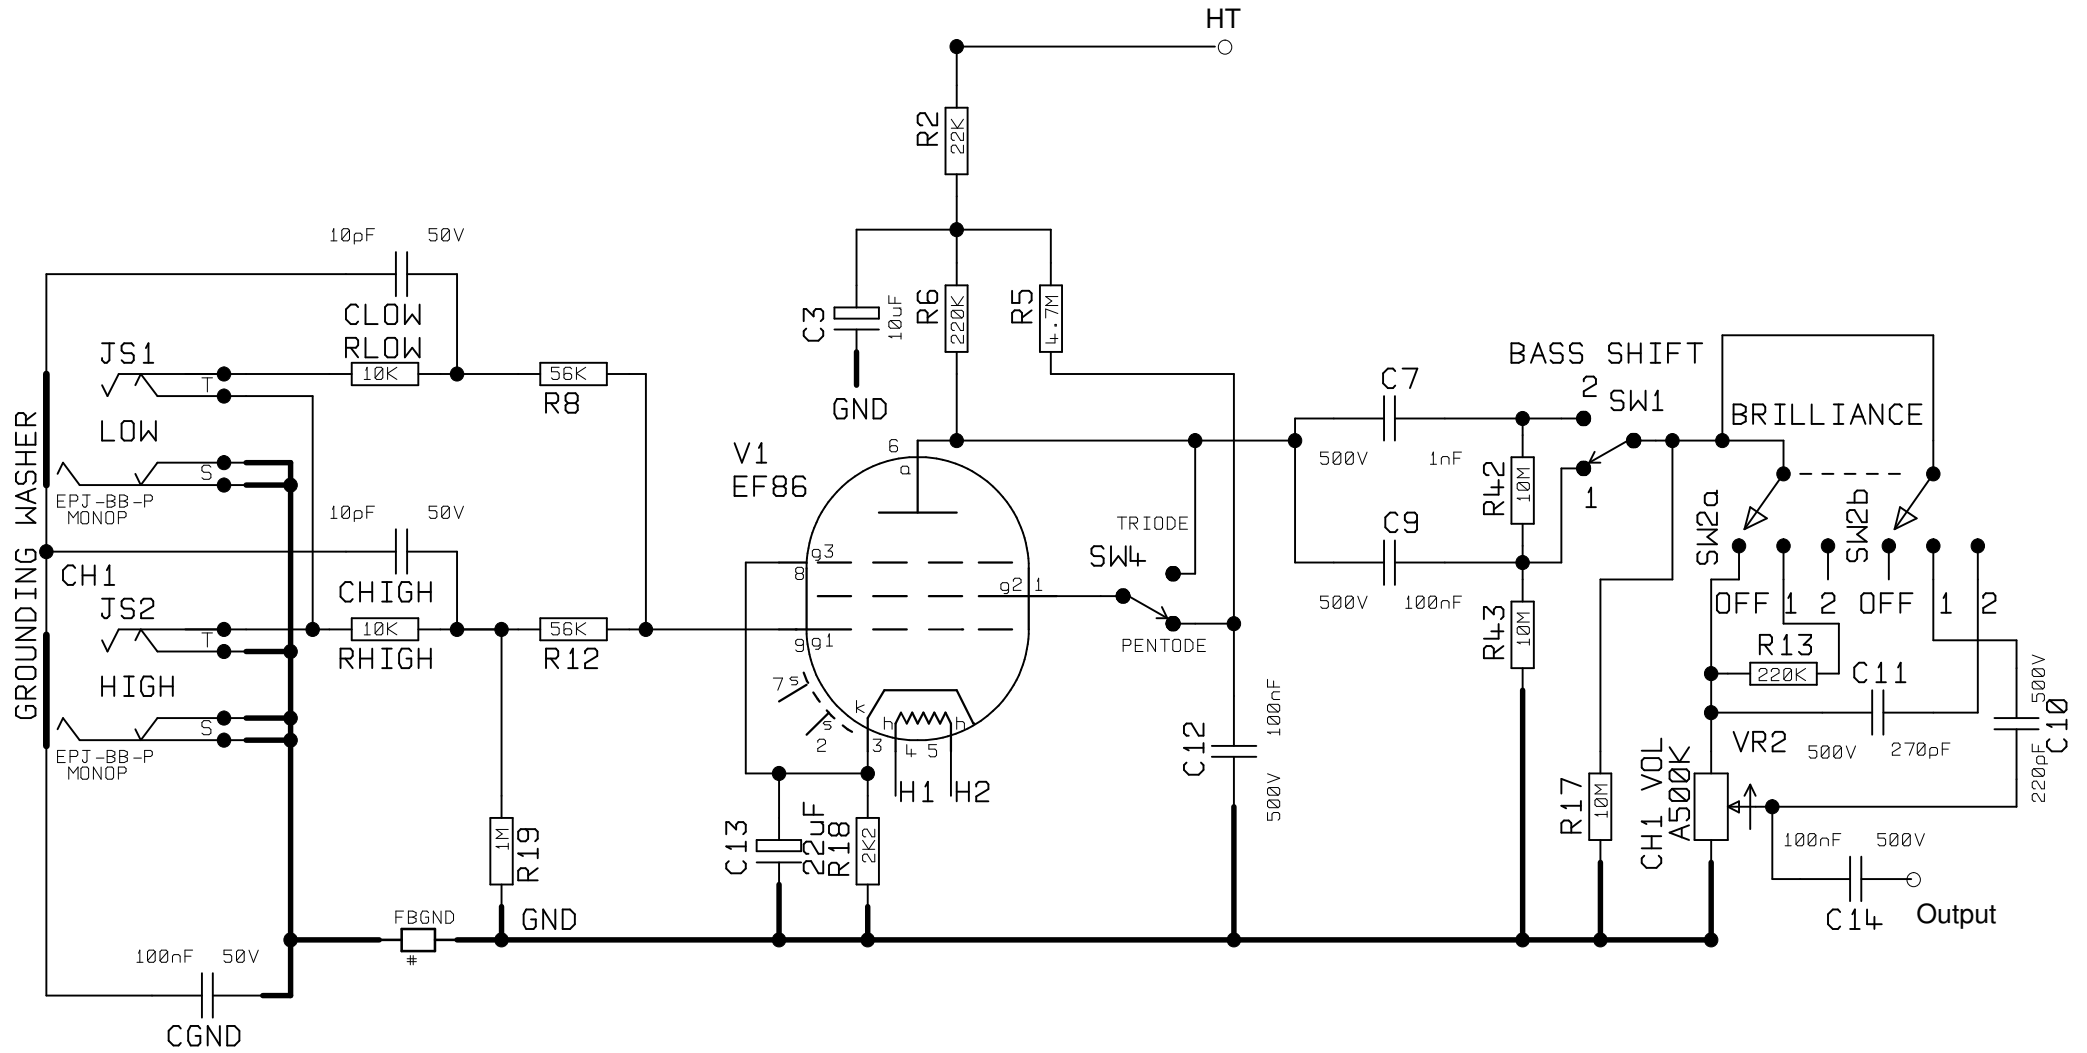 HT
R2
22K
10pF 50V
CLOW
RLOW
10K
JS1
T
LOW
S
EPJ-BB-P
MONOP
56K
R8
C3
10uF
GND
R6
220K
R5
4.7M
GROUNDING WASHER
10pF 50V
CH1
CHIGH
JS2
T
HIGH
S
EPJ-BB-P
MONOP
10K
RHIGH
56K
R12
V1
EF86
6
a
g3
8
g2 1
9 g1
7 s
s
2
k
3
h
4
h
5
H1 H2
TRIODE
SW4
PENTODE
C7
500V 1nF
C9
500V 100nF
R42
10M
R43
10M
BASS SHIFT
2
SW1
1
BRILLIANCE
SW2a
SW2b
OFF 1 2 OFF 1 2
R13
220K
C11
500V 270pF
500V
C10
220pF
VR2
CH1 VOL
A500K
R17
10M
100nF 500V
C14
Output
C12
100nF
500V
C13
22uF
R18
2K2
1M
R19
FBGND
#
GND
100nF 50V
CGND